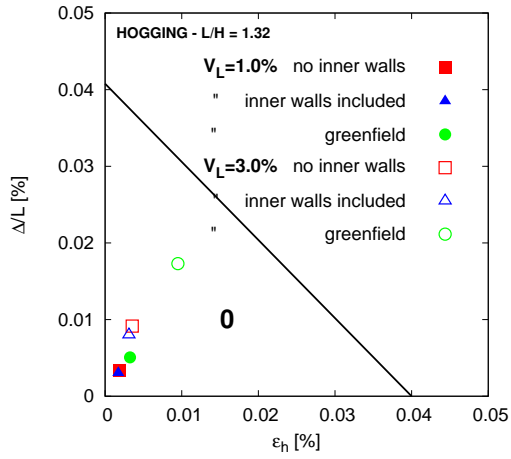 HOGGING - L/H = 1.32
V_L=1.0% no inner walls
" inner walls included
" greenfield
V_L=3.0% no inner walls
" inner walls included
" greenfield
0.05
0.04
0.03
0.02
0.01
0
Δ/L [%]
0
0 0.01 0.02 0.03 0.04 0.05
ε_h [%]